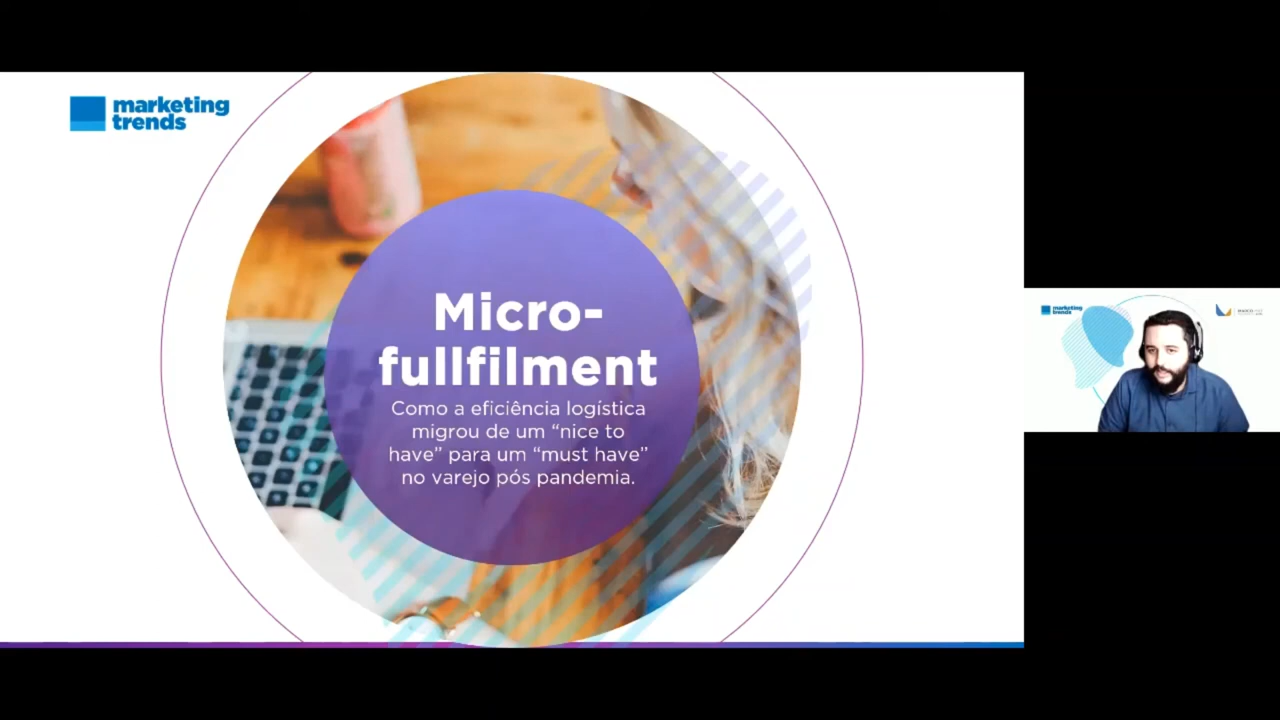 marketing
trends
Micro-
fullfilment
Como a eficiência logística
migrou de um “nice to
have” para um “must have”
no varejo pós pandemia.
marketing
trends